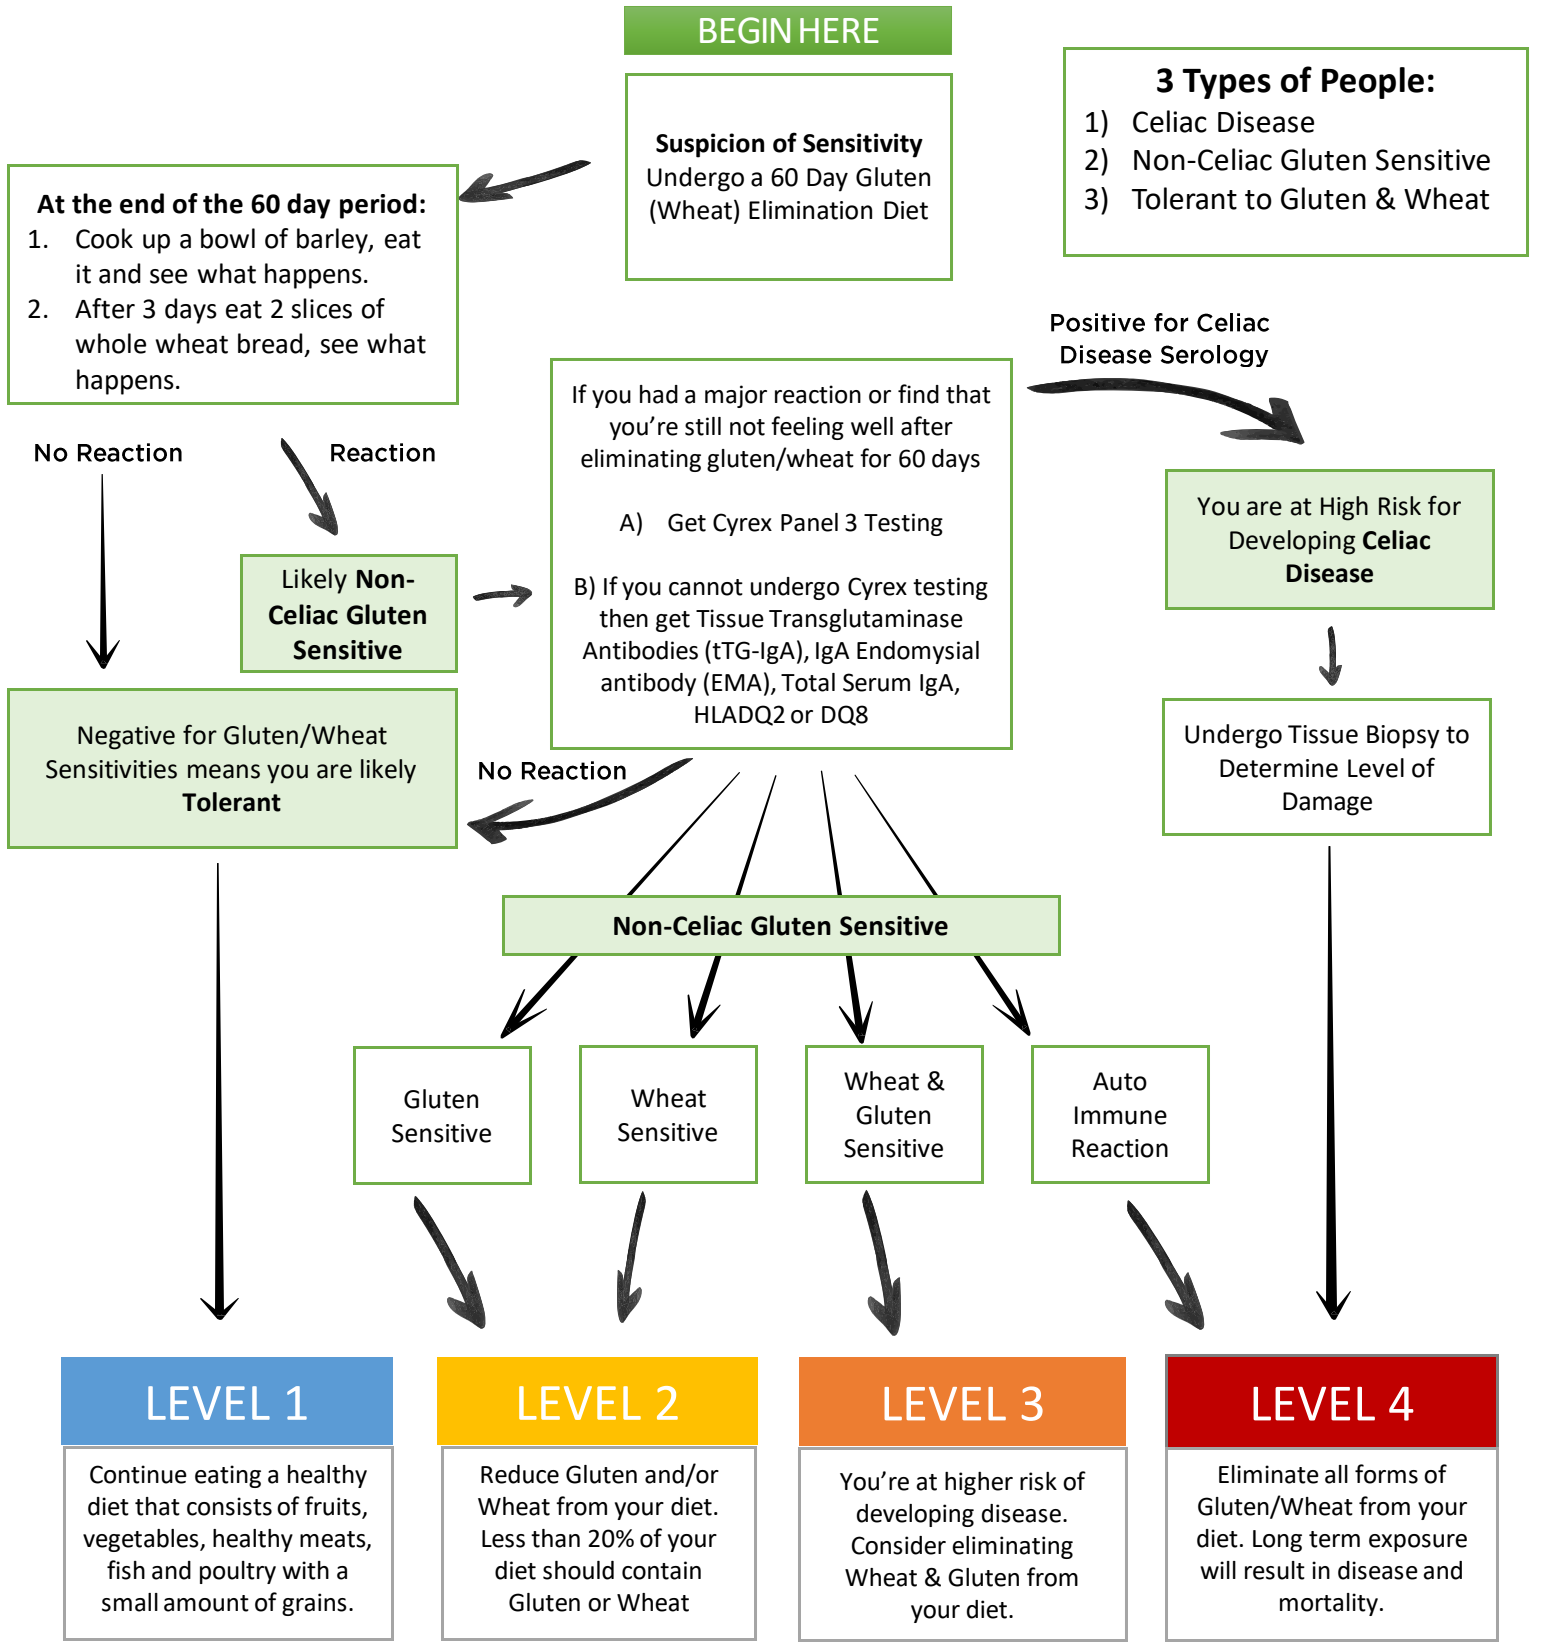 BEGIN HERE
Suspicion of Sensitivity
Undergo a 60 Day Gluten
(Wheat) Elimination Diet
3 Types of People:
1) Celiac Disease
2) Non-Celiac Gluten Sensitive
3) Tolerant to Gluten & Wheat
At the end of the 60 day period:
1. Cook up a bowl of barley, eat
it and see what happens.
2. After 3 days eat 2 slices of
whole wheat bread, see what
happens.
No Reaction
Reaction
Likely Non-
Celiac Gluten
Sensitive
If you had a major reaction or find that
you're still not feeling well after
eliminating gluten/wheat for 60 days
A) Get Cyrex Panel 3 Testing
B) If you cannot undergo Cyrex testing
then get Tissue Transglutaminase
Antibodies (tTG-IgA), IgA Endomysial
antibody (EMA), Total Serum IgA,
HLADQ2 or DQ8
Positive for Celiac
Disease Serology
You are at High Risk for
Developing Celiac
Disease
Undergo Tissue Biopsy to
Determine Level of
Damage
Negative for Gluten/Wheat
Sensitivities means you are likely
Tolerant
No Reaction
Non-Celiac Gluten Sensitive
Gluten
Sensitive
Wheat
Sensitive
Wheat &
Gluten
Sensitive
Auto
Immune
Reaction
LEVEL 1
Continue eating a healthy
diet that consists of fruits,
vegetables, healthy meats,
fish and poultry with a
small amount of grains.
LEVEL 2
Reduce Gluten and/or
Wheat from your diet.
Less than 20% of your
diet should contain
Gluten or Wheat
LEVEL 3
You're at higher risk of
developing disease.
Consider eliminating
Wheat & Gluten from
your diet.
LEVEL 4
Eliminate all forms of
Gluten/Wheat from your
diet. Long term exposure
will result in disease and
mortality.